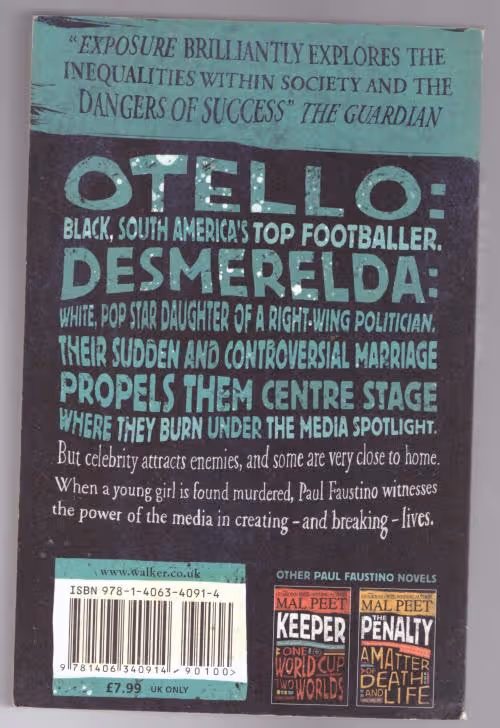 "EXPOSURE BRILLIANTLY EXPLORES THE
INEQUALITIES WITHIN SOCIETY AND THE
DANGERS OF SUCCESS" THE GUARDIAN
OTELLO:
BLACK, SOUTH AMERICA'S TOP FOOTBALLER.
DESMERELDA:
WHITE, POP STAR DAUGHTER OF A RIGHT-WING POLITICIAN.
THEIR SUDDEN AND CONTROVERSIAL MARRIAGE
PROPELS THEM CENTRE STAGE
WHERE THEY BURN UNDER THE MEDIA SPOTLIGHT.
But celebrity attracts enemies, and some are very close to home.
When a young girl is found murdered, Paul Faustino witnesses
the power of the media in creating – and breaking – lives.
www.walker.co.uk
ISBN 978-1-4063-4091-4
9 781406 340914 90100>
£7.99 UK ONLY
OTHER PAUL FAUSTINO NOVELS
MAL PEET
KEEPER
ONE
WORLD CUP
TWO
WORLDS
MAL PEET
THE
PENALTY
A MATTER
OF
DEATH
AND LIFE